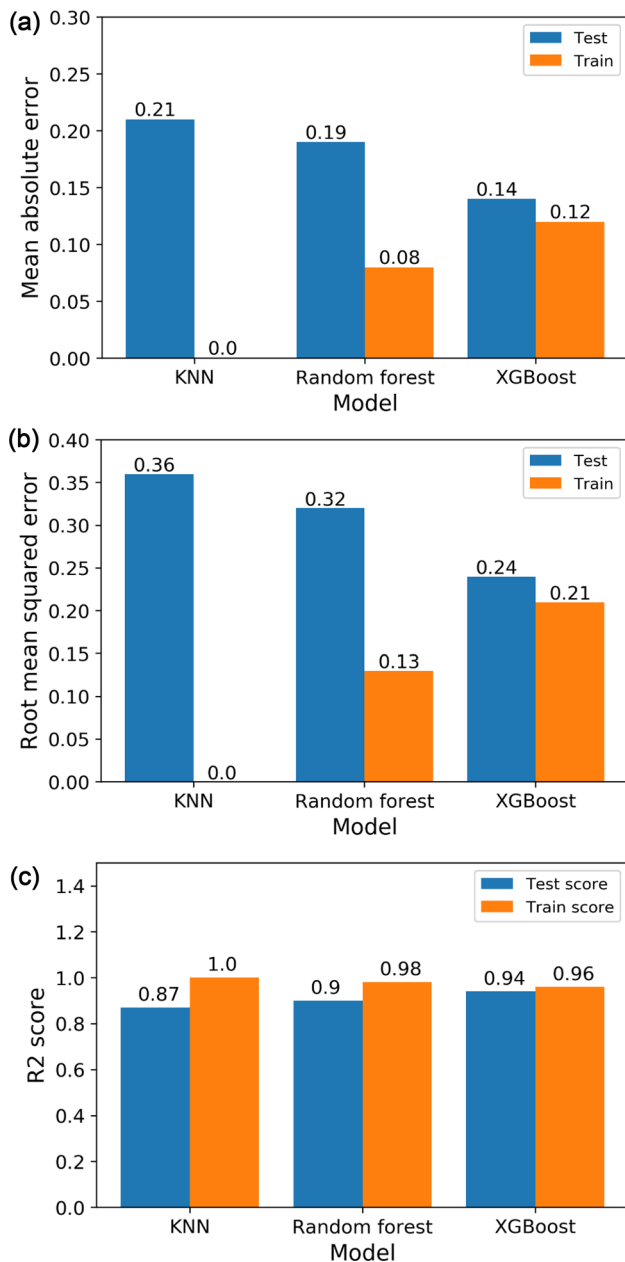 (a)
0.30
0.25
0.20
0.15
0.10
0.05
0.00
Mean absolute error
Test
Train
0.21
0.0
0.19
0.08
0.14
0.12
KNN
Random forest
XGBoost
Model
(b)
0.40
0.35
0.30
0.25
0.20
0.15
0.10
0.05
0.00
Root mean squared error
Test
Train
0.36
0.0
0.32
0.13
0.24
0.21
KNN
Random forest
XGBoost
Model
(c)
1.4
1.2
1.0
0.8
0.6
0.4
0.2
0.0
R2 score
Test score
Train score
0.87
1.0
0.9
0.98
0.94
0.96
KNN
Random forest
XGBoost
Model